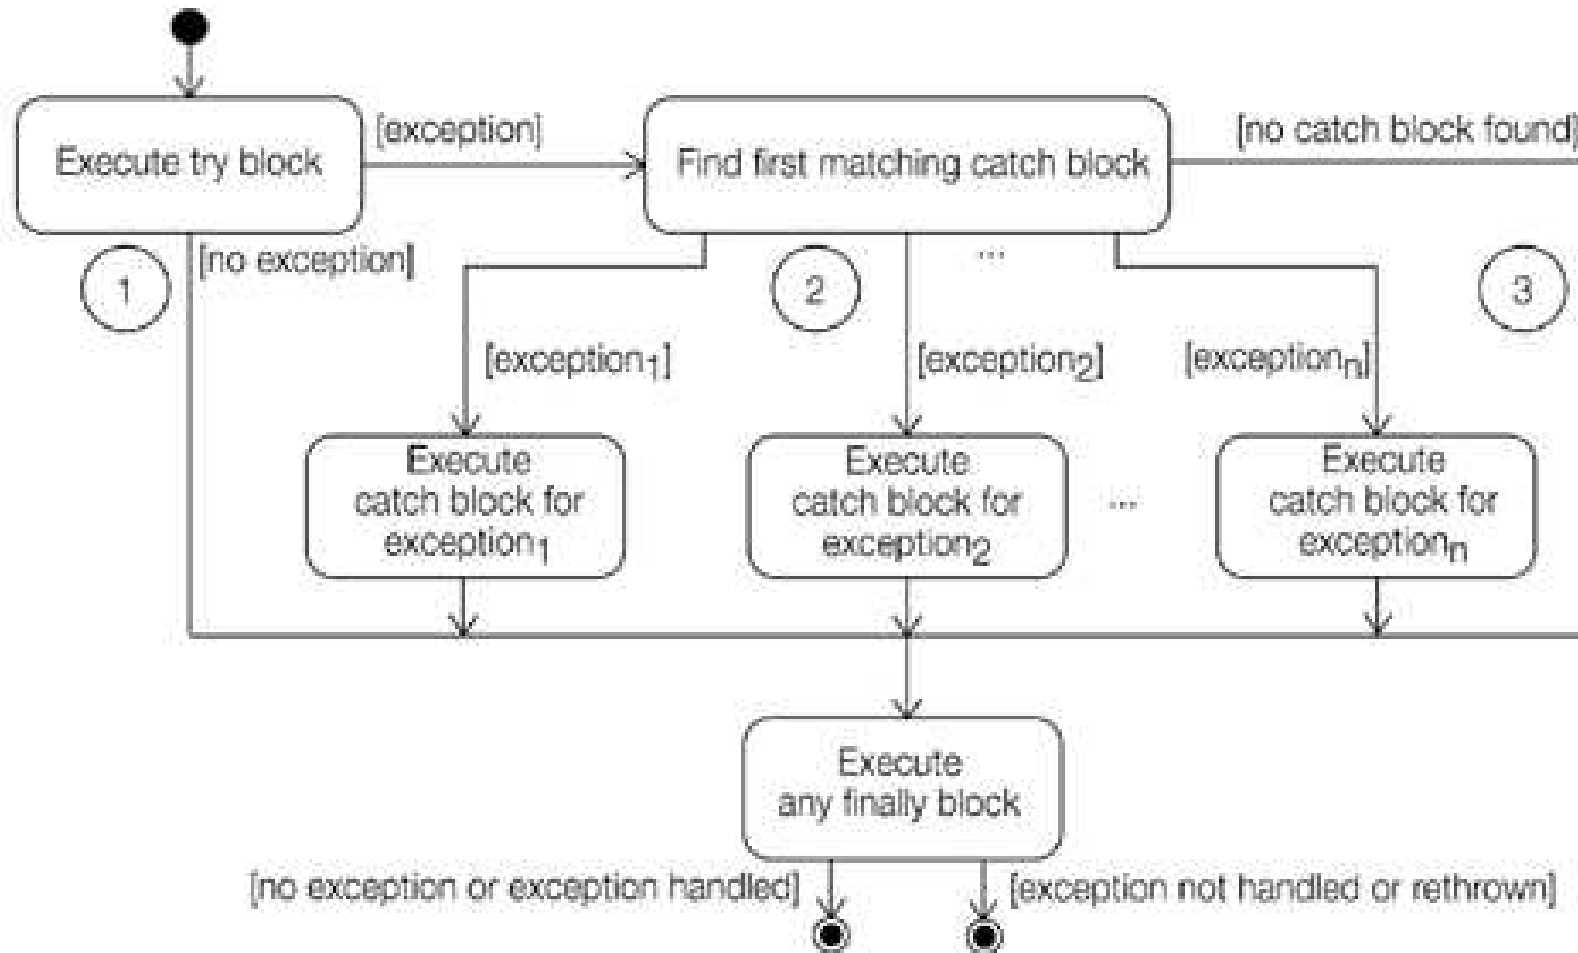 [exception]
[no catch block found]
Execute try block
Find first matching catch block
[no exception]
...
1
2
3
[exception1]
[exception2]
[exceptionn]
Execute
catch block for
exception1
Execute
catch block for
exception2
...
Execute
catch block for
exceptionn
Execute
any finally block
[no exception or exception handled]
[exception not handled or rethrown]